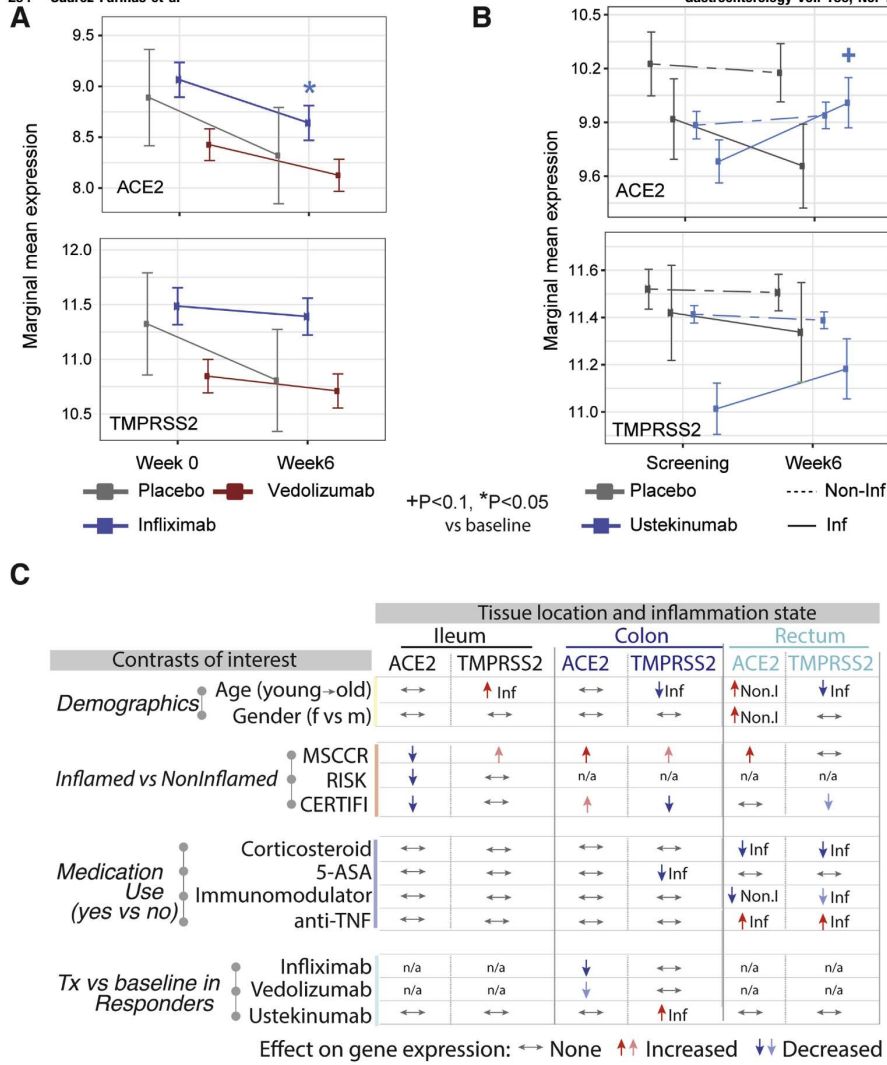 A
B
Marginal mean expression
9.5
9.0
8.5
8.0
*
ACE2
Marginal mean expression
10.5
10.2
9.9
9.6
+
ACE2
12.0
11.5
11.0
10.5
TMPRSS2
11.6
11.4
11.2
11.0
TMPRSS2
Week 0 Week6
Screening Week6
Placebo Vedolizumab
Infliximab
+P<0.1, *P<0.05
vs baseline
Placebo Non-Inf
Ustekinumab Inf
C
Tissue location and inflammation state
Ileum Colon Rectum
Contrasts of interest
ACE2 TMPRSS2 ACE2 TMPRSS2 ACE2 TMPRSS2
Demographics
Age (young→old) ↔ ↑ Inf ↔ ↓Inf ↑Non.I ↓Inf
Gender (f vs m) ↔ ↔ ↔ ↔ ↑Non.I ↔
Inflamed vs NonInflamed
MSCCR ↓ ↑ ↑ ↑ ↑ ↔
RISK ↓ ↔ n/a n/a n/a n/a
CERTIFI ↓ ↔ ↑ ↓ ↔ ↓
Medication
Use
(yes vs no)
Corticosteroid ↔ ↔ ↔ ↔ ↓Inf ↓Inf
5-ASA ↔ ↔ ↔ ↓Inf ↔ ↔
Immunomodulator ↔ ↔ ↔ ↔ ↓Non.I ↓Inf
anti-TNF ↔ ↔ ↔ ↔ ↑Inf ↑Inf
Tx vs baseline in
Responders
Infliximab n/a n/a ↓ ↔ n/a n/a
Vedolizumab n/a n/a ↓ ↔ n/a n/a
Ustekinumab ↔ ↔ ↔ ↑Inf ↔ ↔
Effect on gene expression: ↔ None ↑↑ Increased ↓↓ Decreased